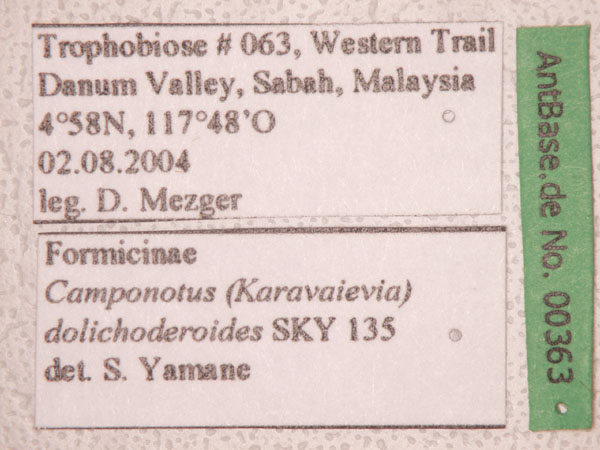 Trophobiose # 063, Western Trail
Danum Valley, Sabah, Malaysia
4°58N, 117°48'O
02.08.2004
leg. D. Mezger
Formicinae
Camponotus (Karavaievia)
dolichoderoides SKY 135
det. S. Yamane
AntBase.de No. 00363